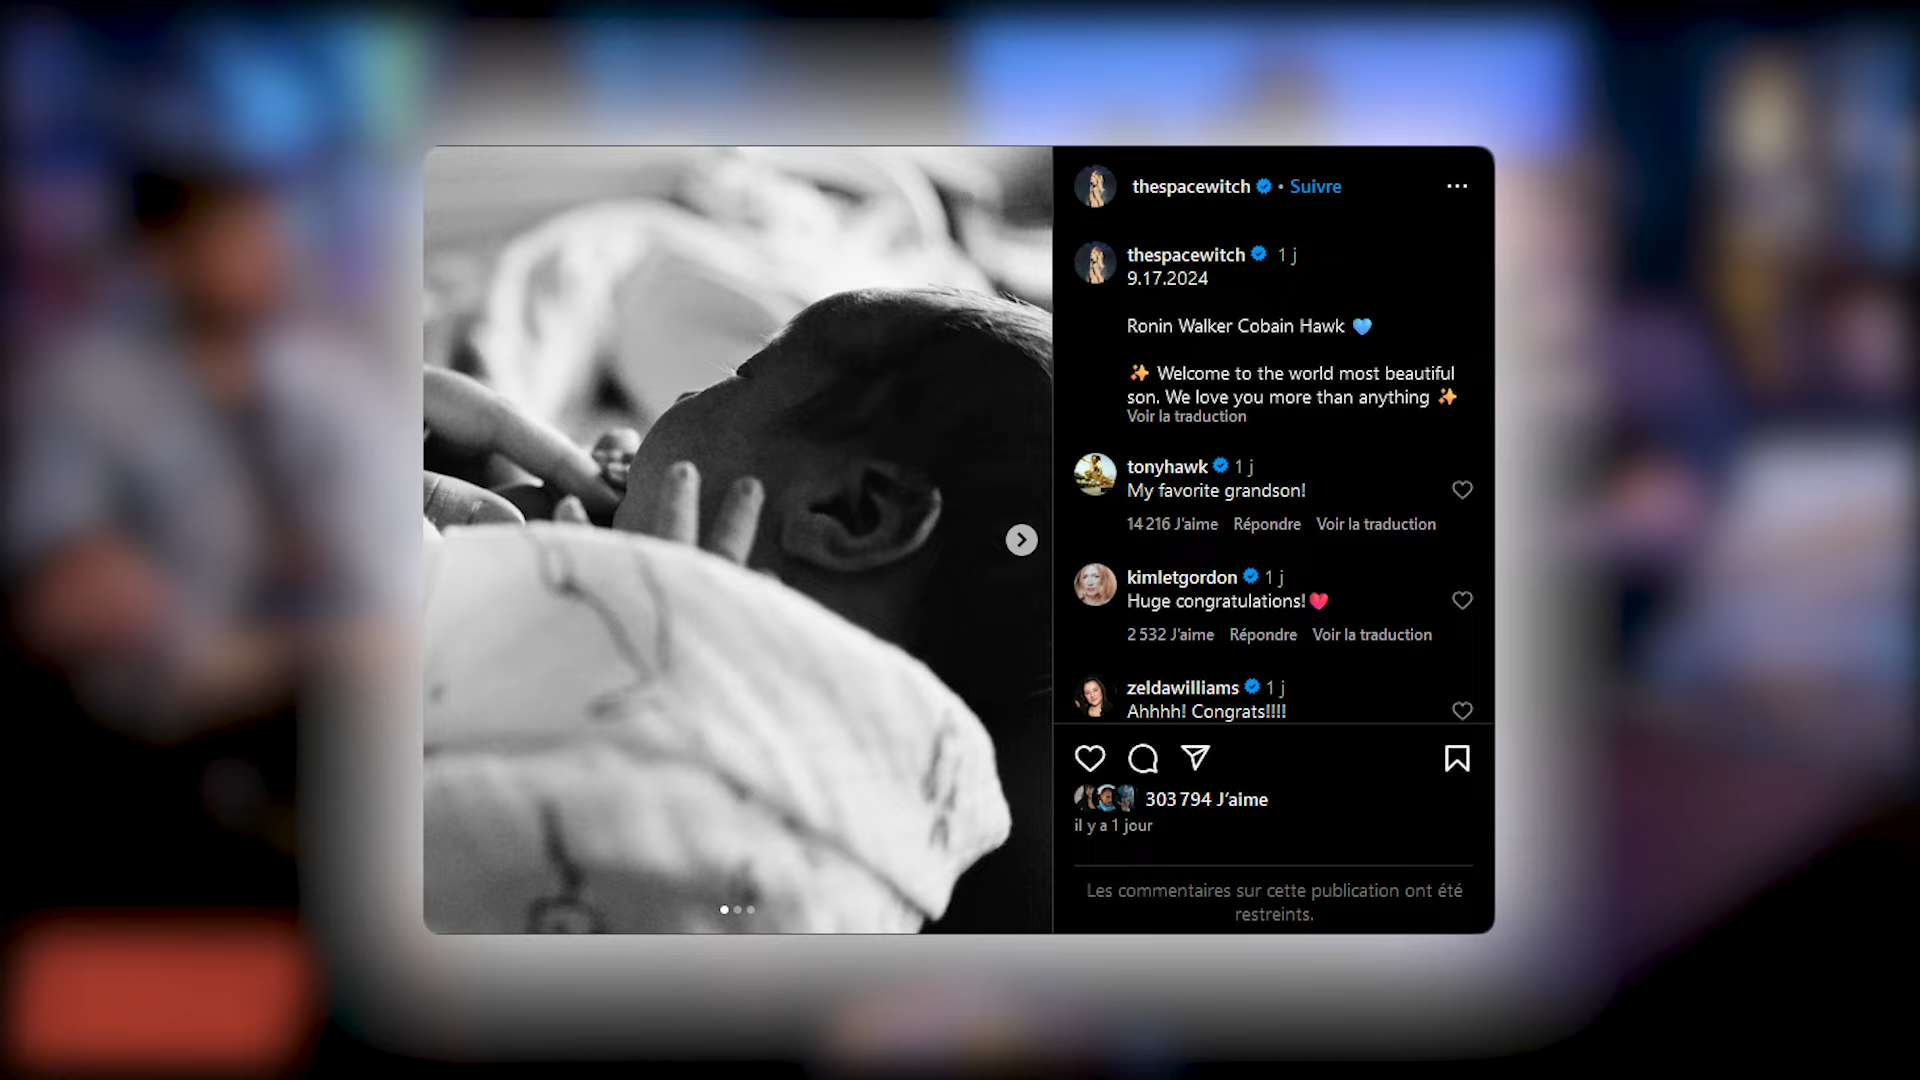 thespacewitch • Suivre
thespacewitch 1 j
9.17.2024
Ronin Walker Cobain Hawk 💙
✨ Welcome to the world most beautiful
son. We love you more than anything ✨
Voir la traduction
tonyhawk 1 j
My favorite grandson!
14 216 J'aime Répondre Voir la traduction
kimletgordon 1 j
Huge congratulations!❤️
2 532 J'aime Répondre Voir la traduction
zeldawilliams 1 j
Ahhhh! Congrats!!!!
303 794 J'aime
il y a 1 jour
Les commentaires sur cette publication ont été
restreints.